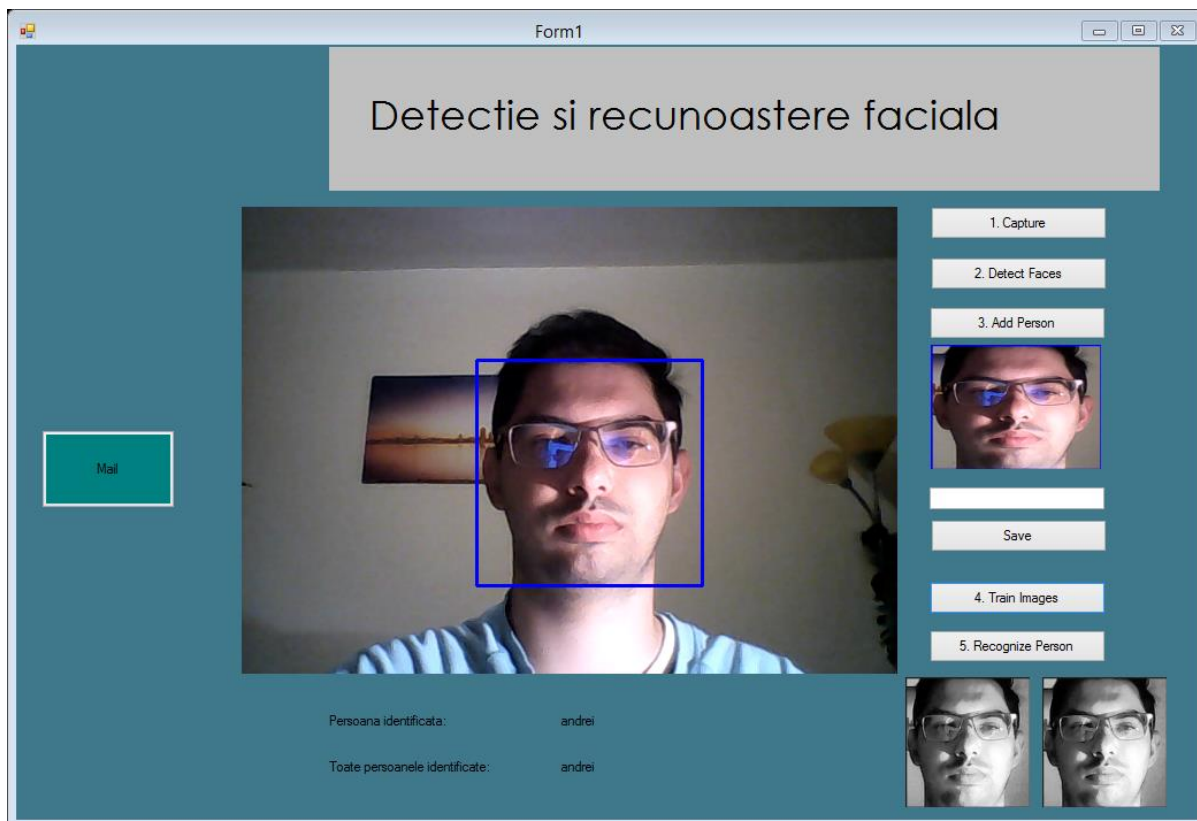 Form1
Detectie si recunoastere faciala
1. Capture
2. Detect Faces
3. Add Person
Mail
Save
4. Train Images
5. Recognize Person
Persoana identificata: andrei
Toate persoanele identificate: andrei